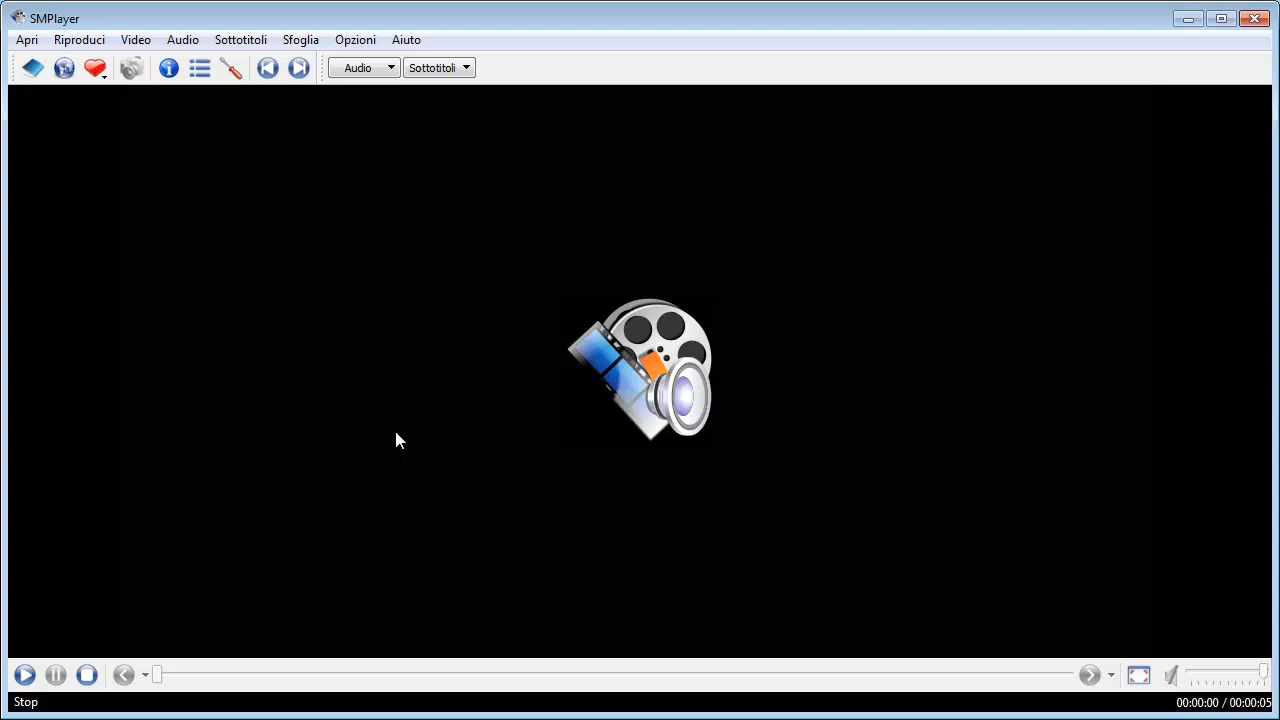 SMPlayer
Apri Riproduci Video Audio Sottotitoli Sfoglia Opzioni Aiuto
Audio Sottotitoli
Stop 00:00:00 / 00:00:05